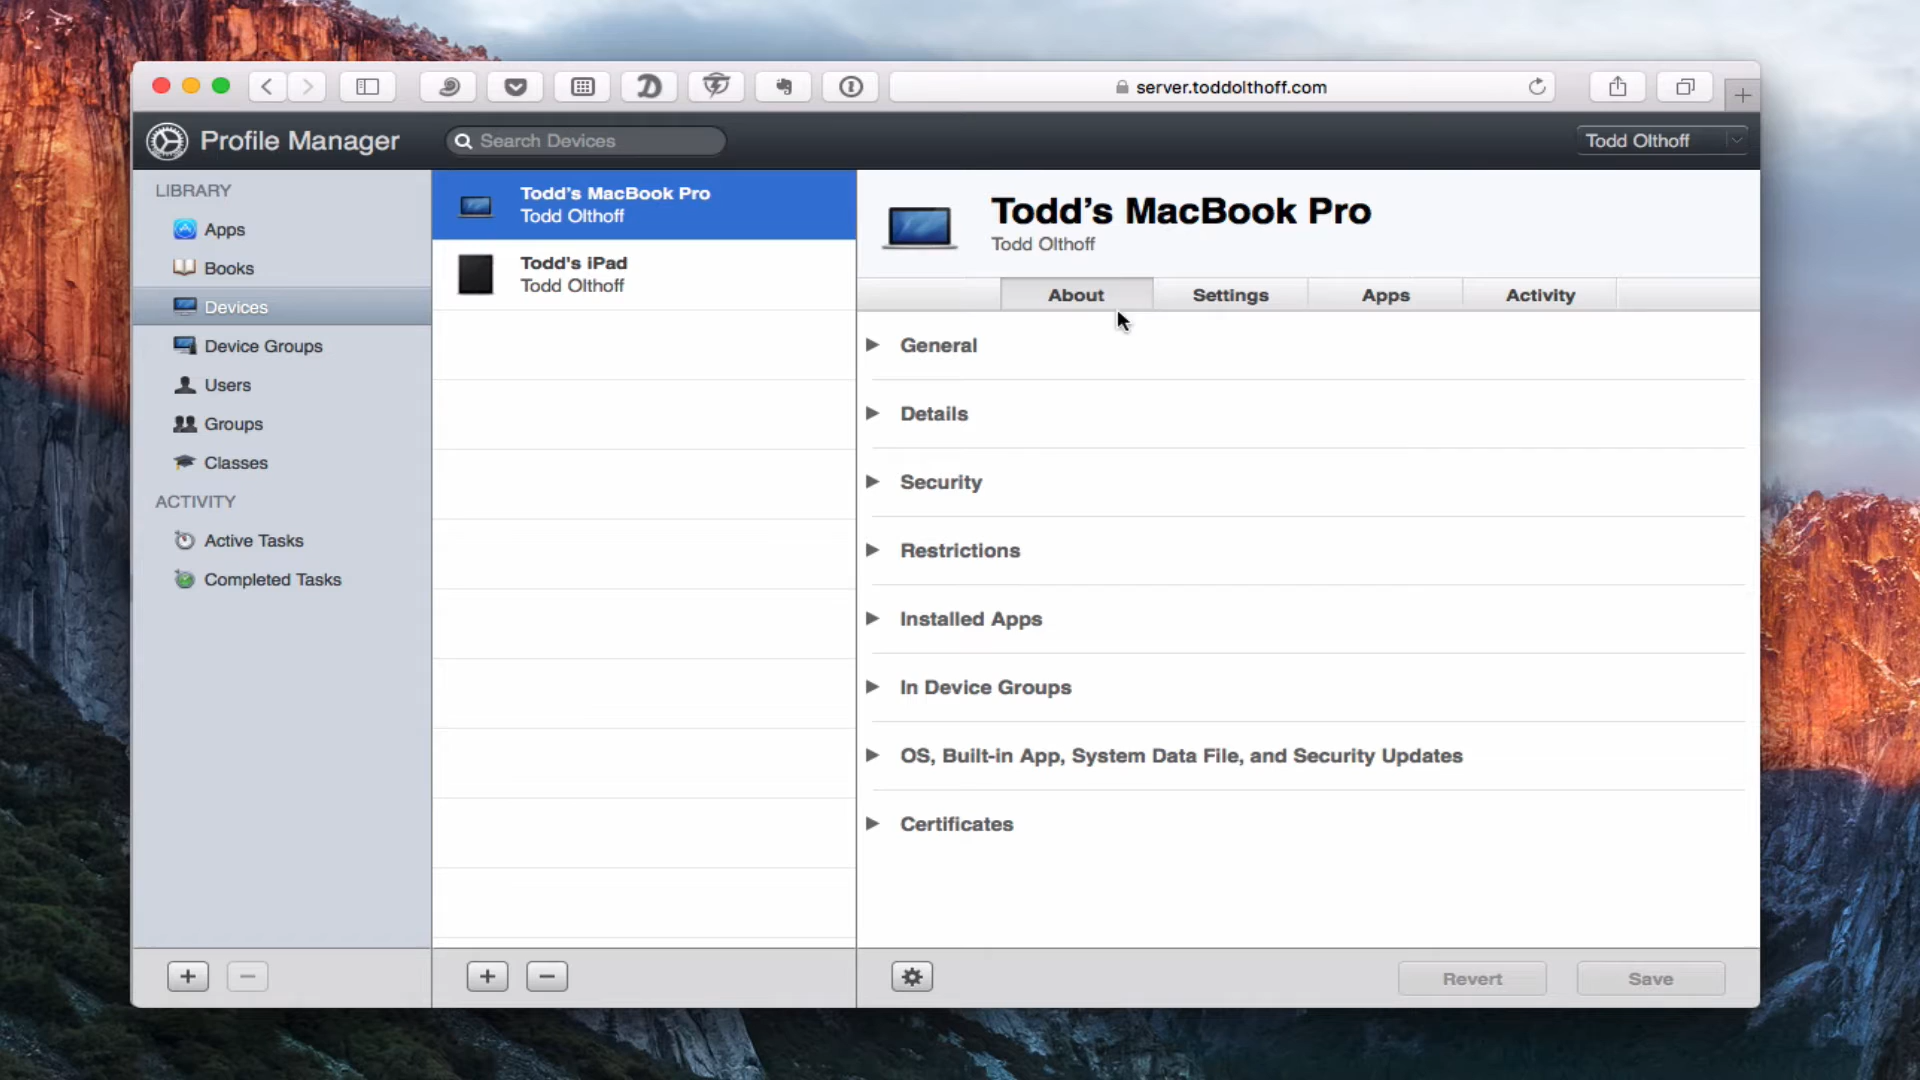 server.toddolthoff.com
Profile Manager
Search Devices
Todd Olthoff
LIBRARY
Apps
Books
Devices
Device Groups
Users
Groups
Classes
ACTIVITY
Active Tasks
Completed Tasks
Todd's MacBook Pro
Todd Olthoff
Todd's iPad
Todd Olthoff
Todd's MacBook Pro
Todd Olthoff
About
Settings
Apps
Activity
General
Details
Security
Restrictions
Installed Apps
In Device Groups
OS, Built-in App, System Data File, and Security Updates
Certificates
Revert
Save